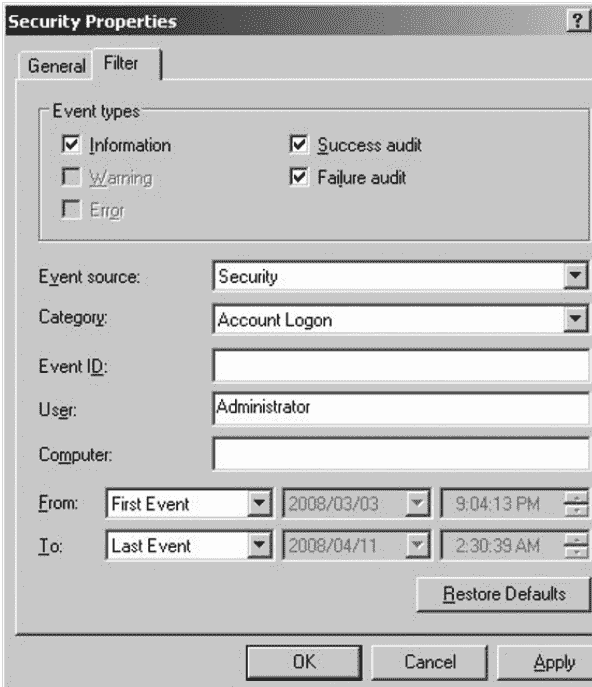 Security Properties ?
General Filter
Event types
Information Success audit
Warning Failure audit
Error
Event source: Security
Category: Account Logon
Event ID:
User: Administrator
Computer:
From: First Event 2008/03/03 9:04:13 PM
To: Last Event 2008/04/11 2:30:39 AM
Restore Defaults
OK Cancel Apply